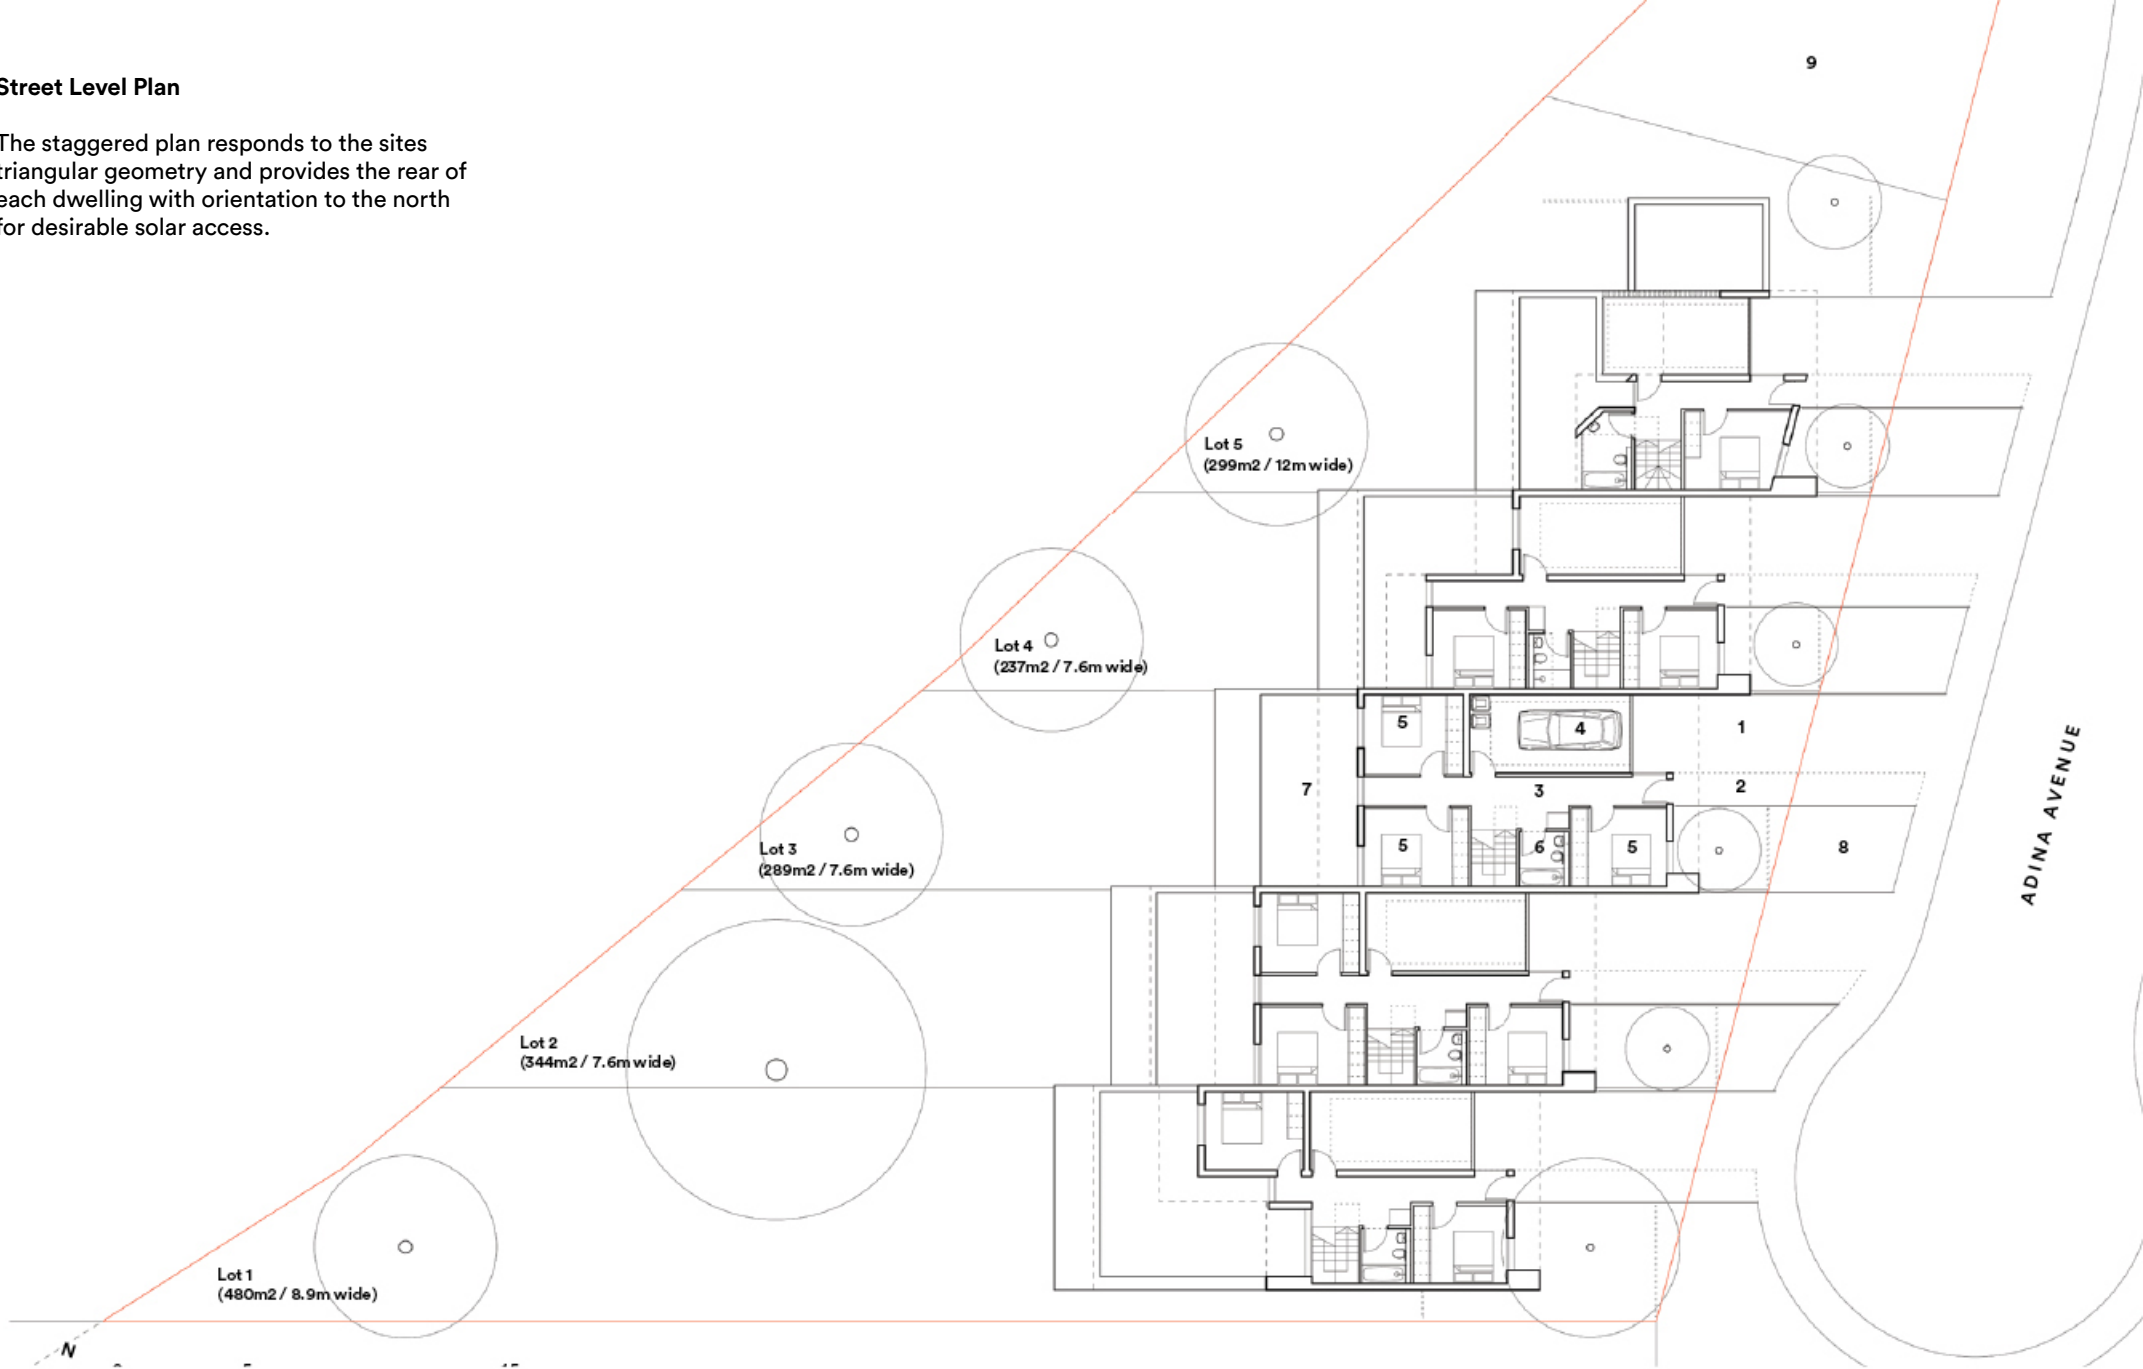 Street Level Plan
The staggered plan responds to the sites
triangular geometry and provides the rear of
each dwelling with orientation to the north
for desirable solar access.
9
Lot 5
(299m2 / 12m wide)
Lot 4
(237m2 / 7.6m wide)
5
4
1
7
3
2
Lot 3
(289m2 / 7.6m wide)
5
6
5
8
ADINA AVENUE
Lot 2
(344m2 / 7.6m wide)
Lot 1
(480m2 / 8.9m wide)
N